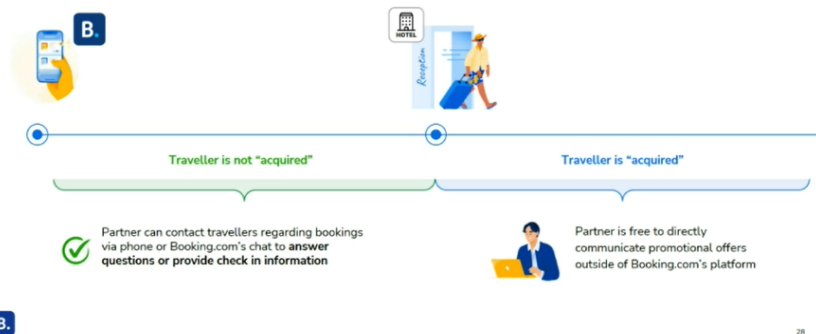 B.
HOTEL
Reception
Traveller is not “acquired”
Traveller is “acquired”
Partner can contact travellers regarding bookings
via phone or Booking.com’s chat to answer
questions or provide check in information
Partner is free to directly
communicate promotional offers
outside of Booking.com’s platform
B.
28